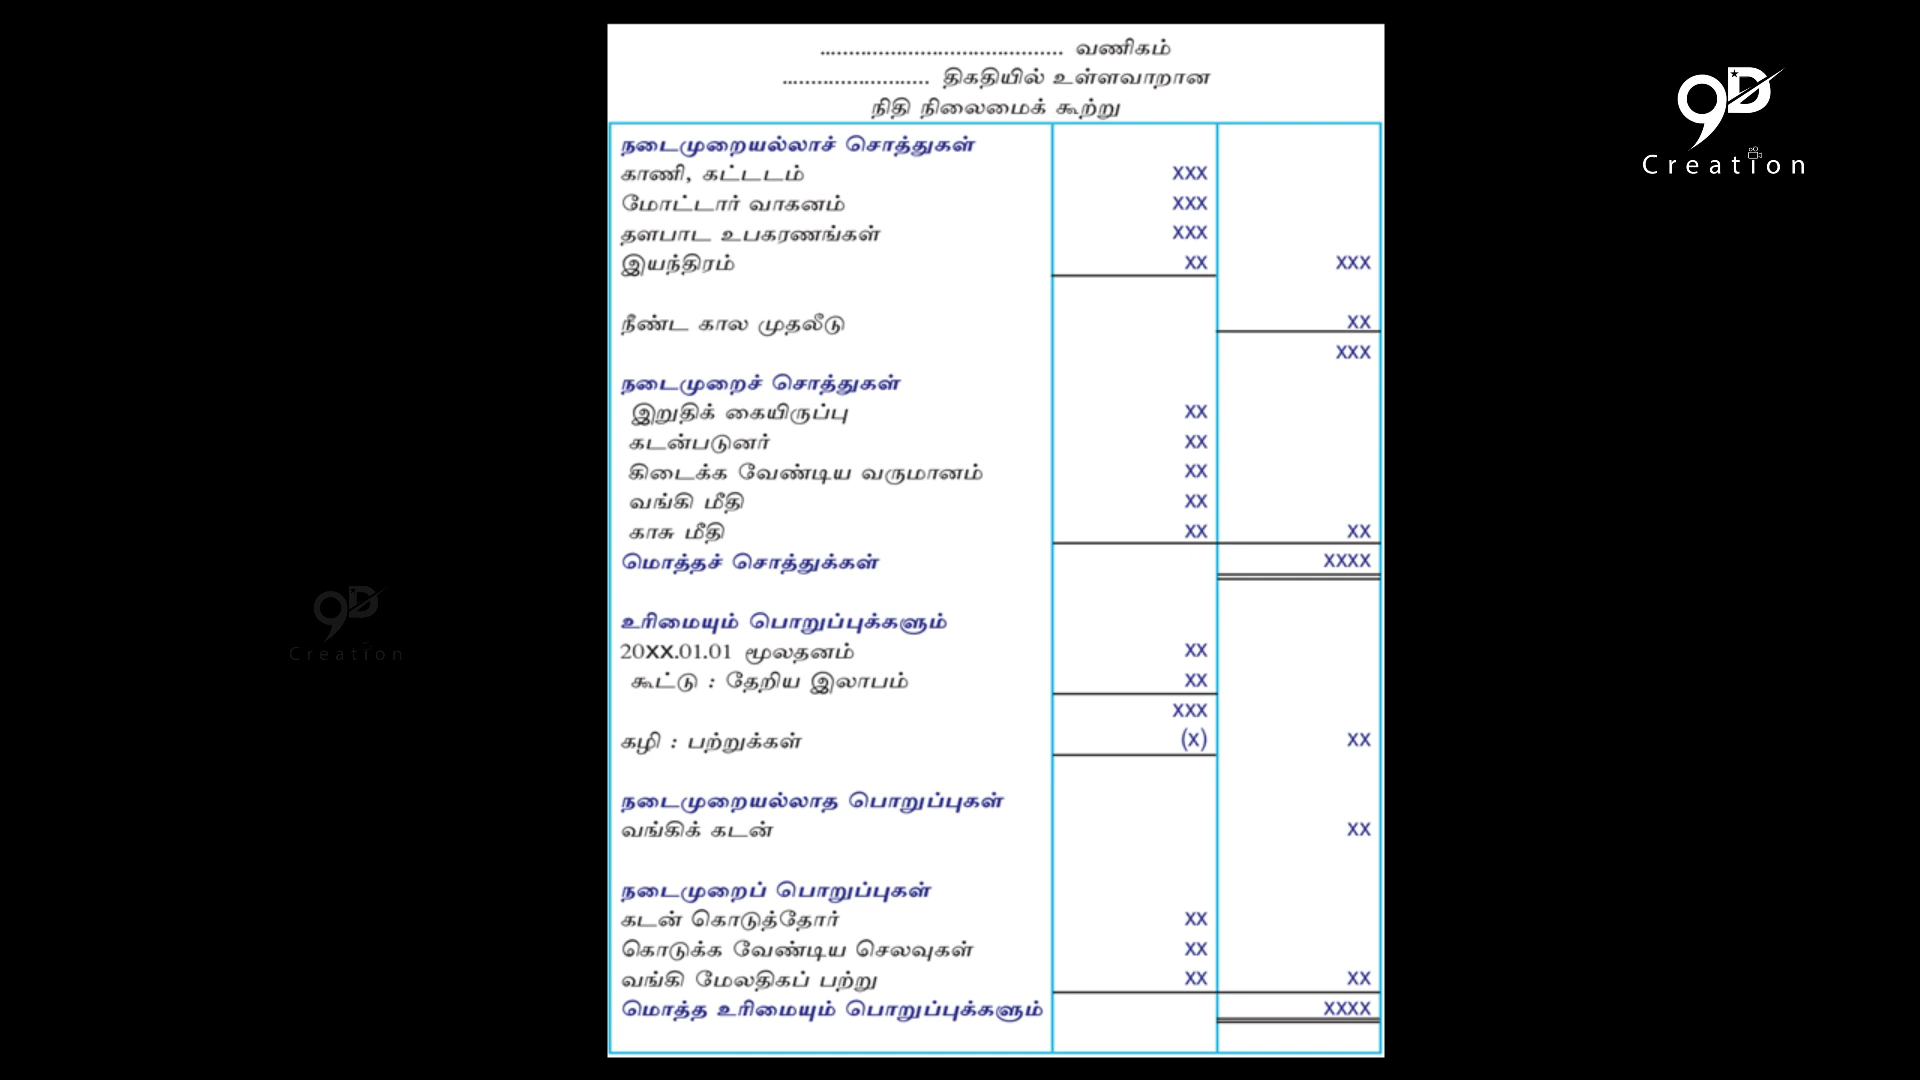 ........................................ வணிகம்
........................ திகதியில் உள்ளவாறான
நிதி நிலைமைக் கூற்று
நடைமுறையல்லாச் சொத்துகள்
காணி, கட்டடம் xxx
மோட்டார் வாகனம் xxx
தளபாட உபகரணங்கள் xxx
இயந்திரம் xx xxx
நீண்ட கால முதலீடு xx
xxx
நடைமுறைச் சொத்துகள்
இறுதிக் கையிருப்பு xx
கடன்படுனர் xx
கிடைக்க வேண்டிய வருமானம் xx
வங்கி மீதி xx
காசு மீதி xx xx
மொத்தச் சொத்துக்கள் xxxx
உரிமையும் பொறுப்புக்களும்
20XX.01.01 மூலதனம் xx
கூட்டு : தேறிய இலாபம் xx
xxx
கழி : பற்றுக்கள் (x) xx
நடைமுறையல்லாத பொறுப்புகள்
வங்கிக் கடன் xx
நடைமுறைப் பொறுப்புகள்
கடன் கொடுத்தோர் xx
கொடுக்க வேண்டிய செலவுகள் xx
வங்கி மேலதிகப் பற்று xx xx
மொத்த உரிமையும் பொறுப்புக்களும் xxxx
9D
Creation
9D
Creation